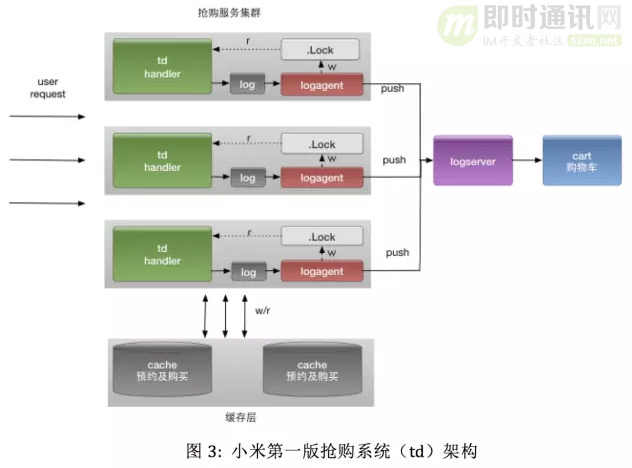 抢购服务集群
即时通讯网
IM开发者社区 52im.net
user
request
td
handler
r
.Lock
w
log
logagent
push
td
handler
r
.Lock
w
log
logagent
push
logserver
cart
购物车
td
handler
r
.Lock
w
log
logagent
push
w/r
cache
预约及购买
cache
预约及购买
缓存层
图 3: 小米第一版抢购系统（td）架构